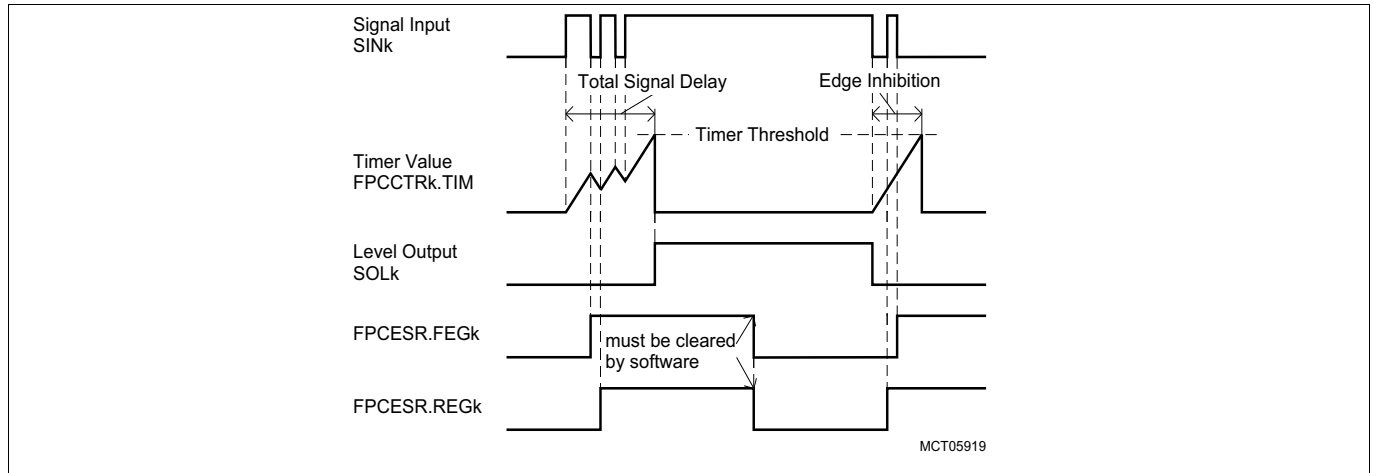 Signal Input
SINk
Total Signal Delay
Edge Inhibition
Timer Threshold
Timer Value
FPCCTRk.TIM
Level Output
SOLk
FPCESR.FEGk
must be cleared
by software
FPCESR.REGk
MCT05919